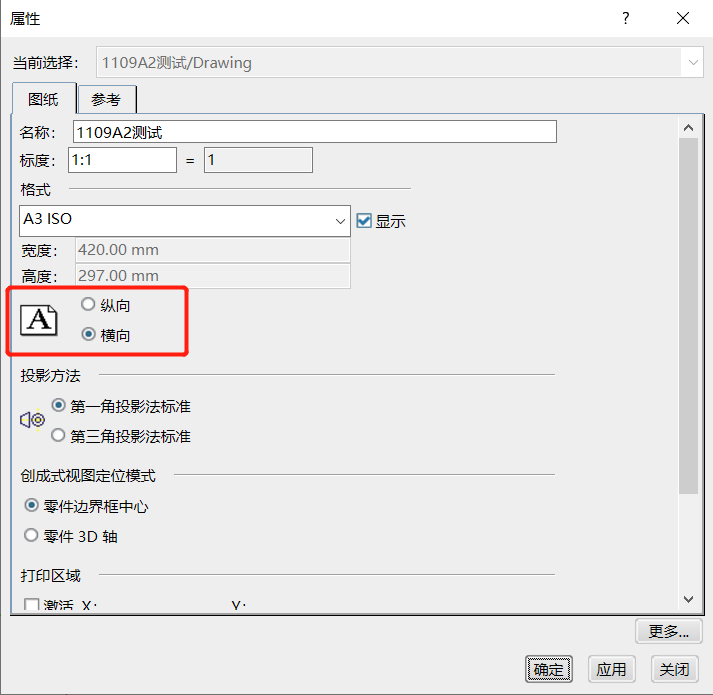 属性
?
当前选择： 1109A2测试/Drawing
图纸 参考
名称： 1109A2测试
标度： 1:1 = 1
格式
A3 ISO 显示
宽度： 420.00 mm
高度： 297.00 mm
A
纵向
横向
投影方法
第一角投影法标准
第三角投影法标准
创成式视图定位模式
零件边界框中心
零件 3D 轴
打印区域
激活 X: Y:
更多...
确定 应用 关闭